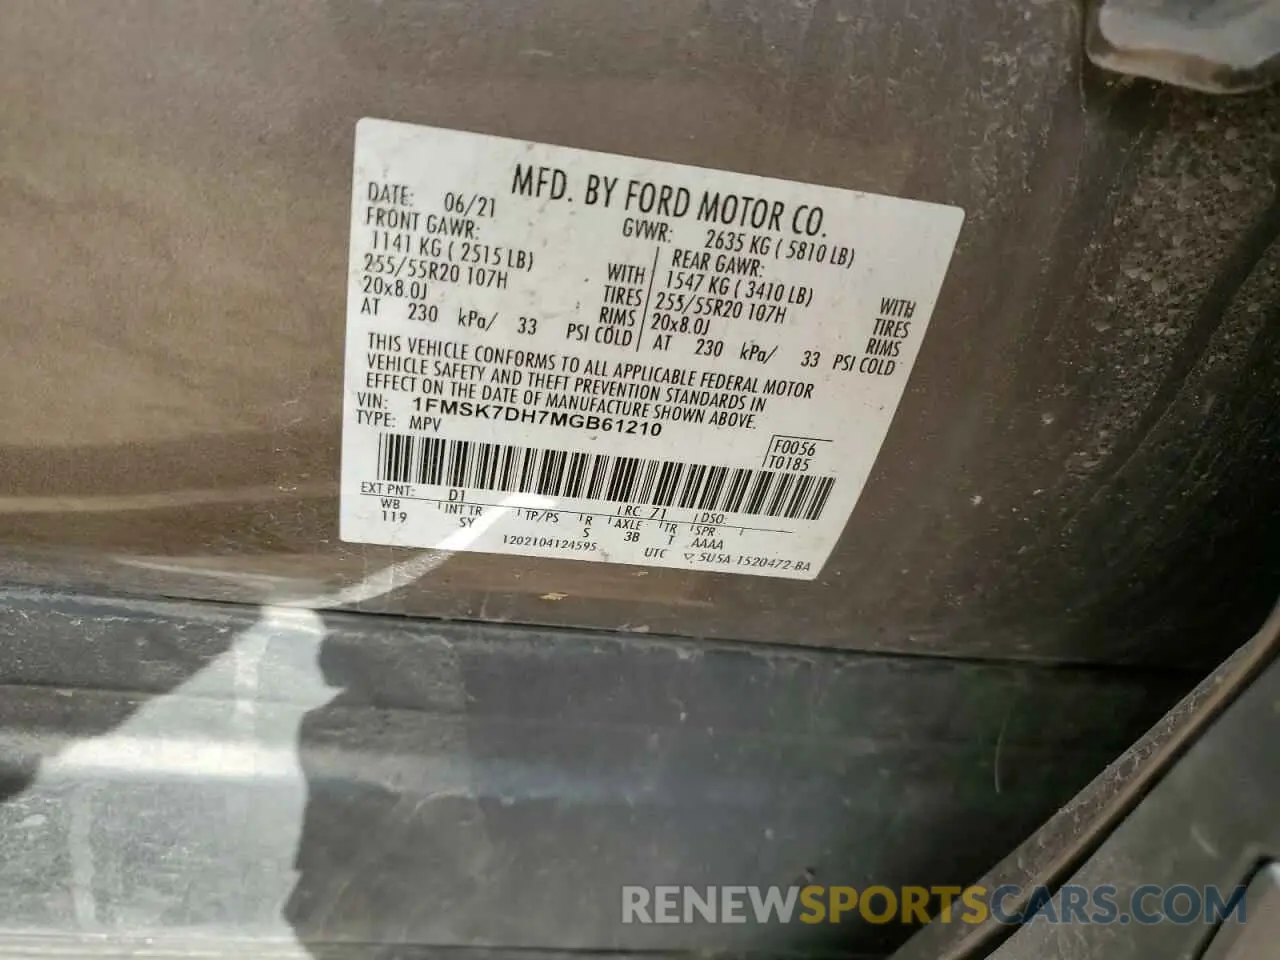 MFD. BY FORD MOTOR CO.
DATE: 06/21 GVWR: 2635 KG ( 5810 LB)
FRONT GAWR: REAR GAWR:
1141 KG ( 2515 LB) WITH 1547 KG ( 3410 LB) WITH
255/55R20 107H TIRES 255/55R20 107H TIRES
20x8.0J RIMS 20x8.0J RIMS
AT 230 kPa/ 33 PSI COLD AT 230 kPa/ 33 PSI COLD
THIS VEHICLE CONFORMS TO ALL APPLICABLE FEDERAL MOTOR
VEHICLE SAFETY AND THEFT PREVENTION STANDARDS IN
EFFECT ON THE DATE OF MANUFACTURE SHOWN ABOVE.
VIN: 1FMSK7DH7MGB61210
TYPE: MPV
F0056
T0185
EXT PNT: D1 RC: 71 DSO:
WB INT TR TP/PS R AXLE TR SPR
119 SY S 3B T AAAA
1202104124595 UTC ▽ 5U5A-1520472-BA
RENEWSPORTSCARS.COM